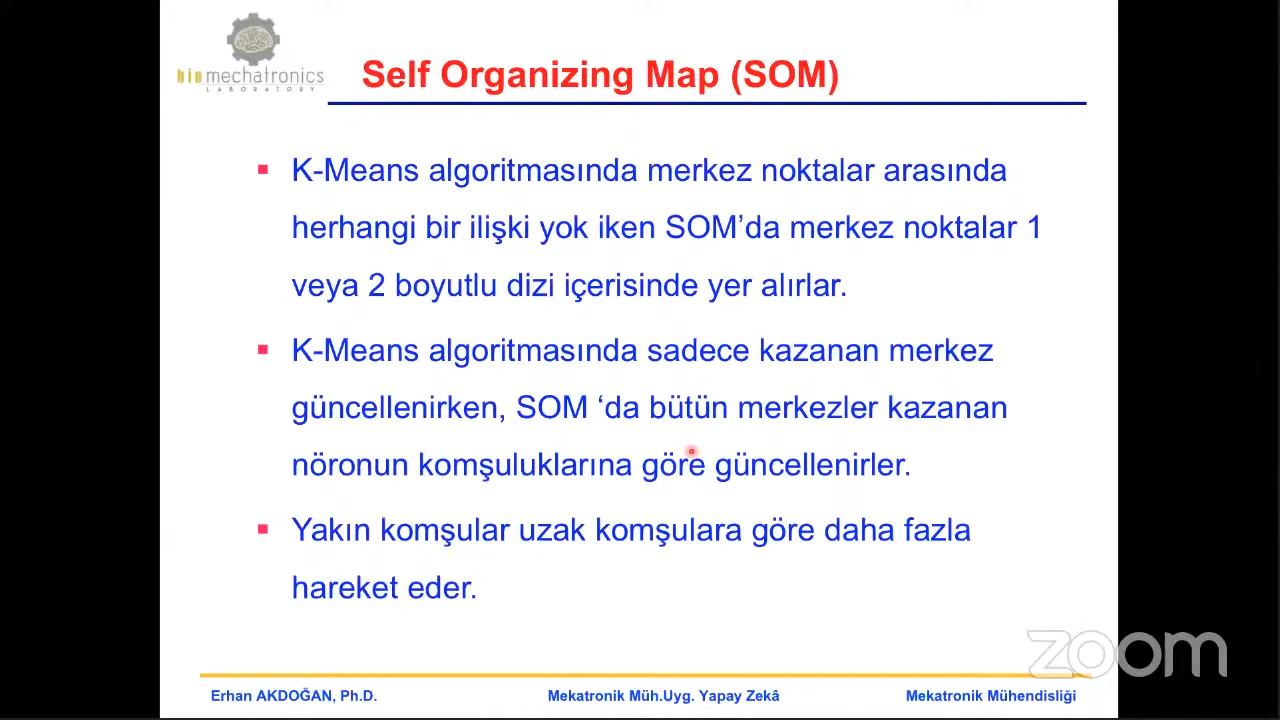 biomechatronics
LABORATORY
Self Organizing Map (SOM)
K-Means algoritmasında merkez noktalar arasında
herhangi bir ilişki yok iken SOM’da merkez noktalar 1
veya 2 boyutlu dizi içerisinde yer alırlar.
K-Means algoritmasında sadece kazanan merkez
güncellenirken, SOM ‘da bütün merkezler kazanan
nöronun komşuluklarına göre güncellenirler.
Yakın komşular uzak komşulara göre daha fazla
hareket eder.
zoom
Erhan AKDOĞAN, Ph.D. Mekatronik Müh.Uyg. Yapay Zekâ Mekatronik Mühendisliği